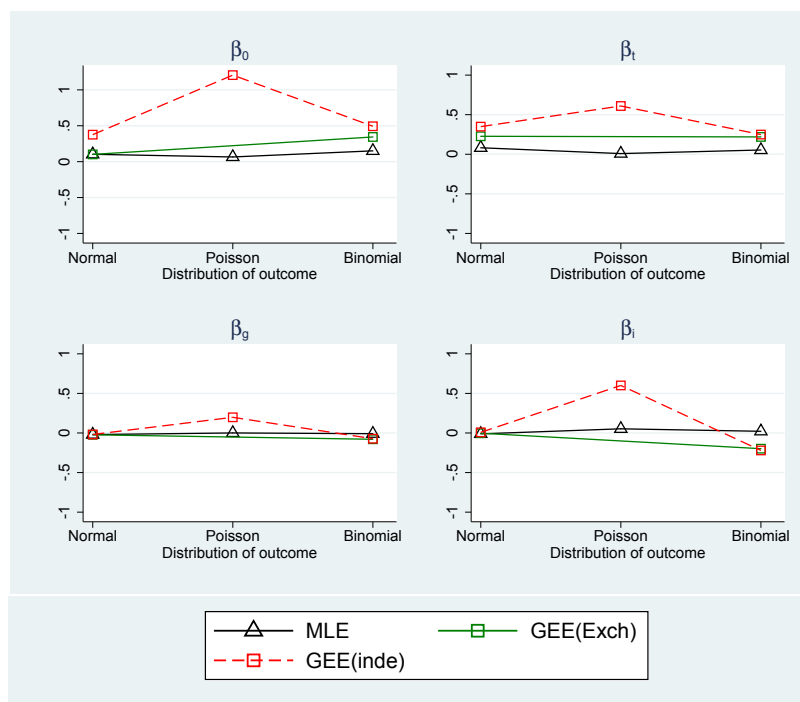 β0
1
.5
0
-.5
-1
Normal Poisson Binomial
Distribution of outcome
βt
1
.5
0
-.5
-1
Normal Poisson Binomial
Distribution of outcome
βg
1
.5
0
-.5
-1
Normal Poisson Binomial
Distribution of outcome
βi
1
.5
0
-.5
-1
Normal Poisson Binomial
Distribution of outcome
MLE GEE(Exch)
GEE(inde)